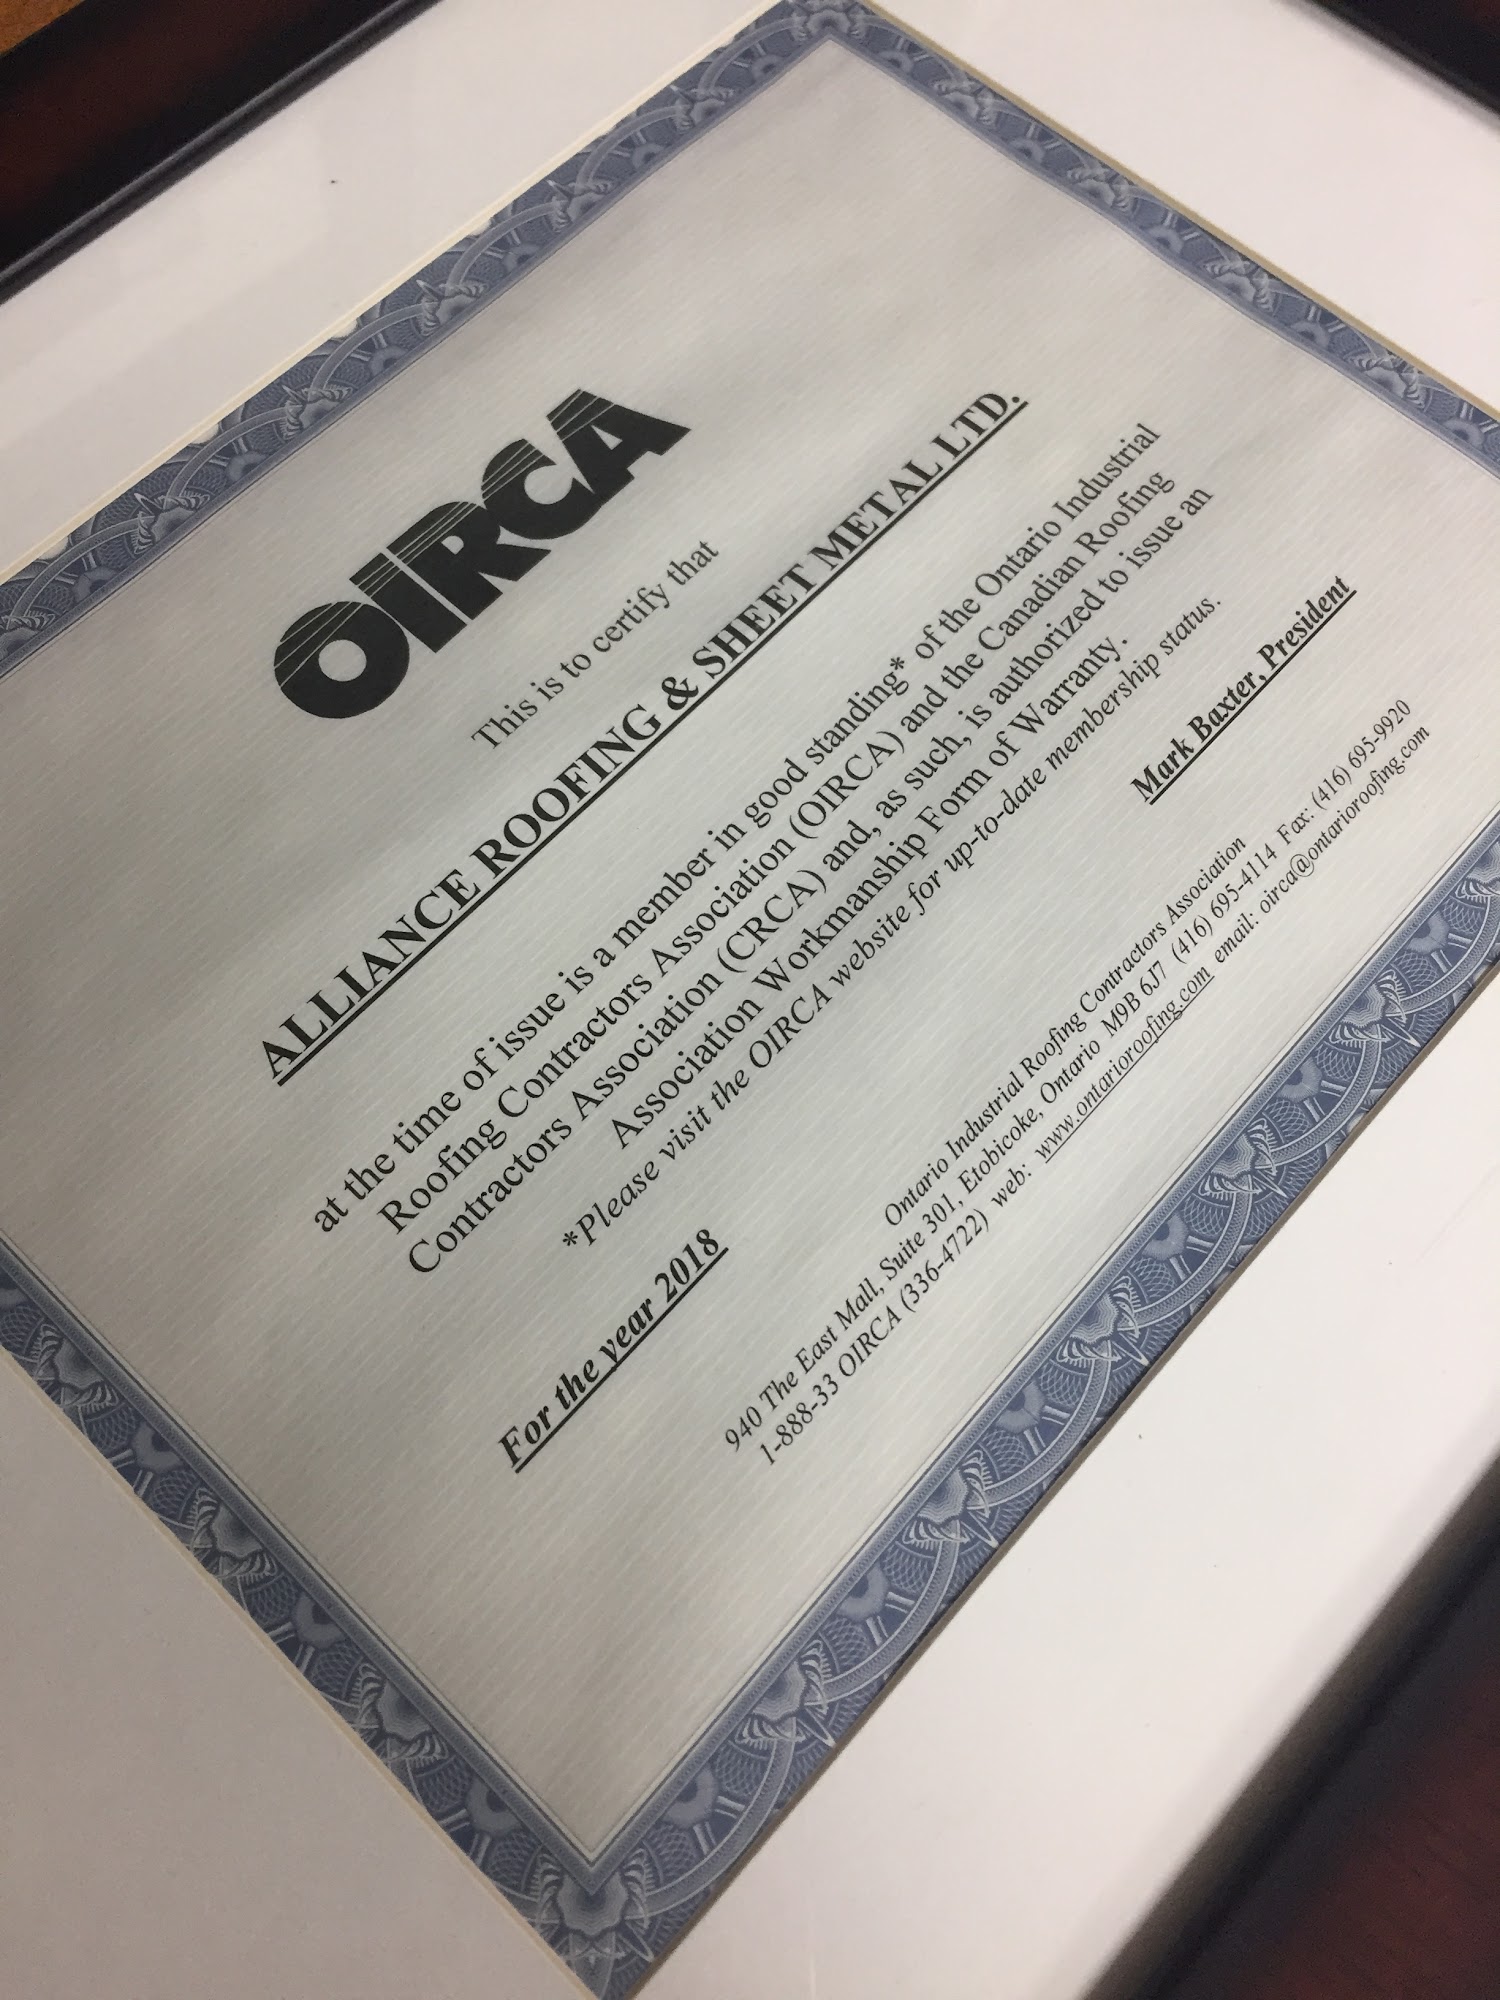 OIRCA
This is to certify that
ALLIANCE ROOFING & SHEET METAL LTD.
at the time of issue is a member in good standing* of the Ontario Industrial
Roofing Contractors Association (OIRCA) and the Canadian Roofing
Contractors Association (CRCA) and, as such, is authorized to issue an
Association Workmanship Form of Warranty.
*Please visit the OIRCA website for up-to-date membership status.
For the year 2018
Mark Baxter, President
Ontario Industrial Roofing Contractors Association
940 The East Mall, Suite 301, Etobicoke, Ontario M9B 6J7 (416) 695-4114 Fax: (416) 695-9920
1-888-33 OIRCA (336-4722) web: www.ontarioroofing.com email: oirca@ontarioroofing.com